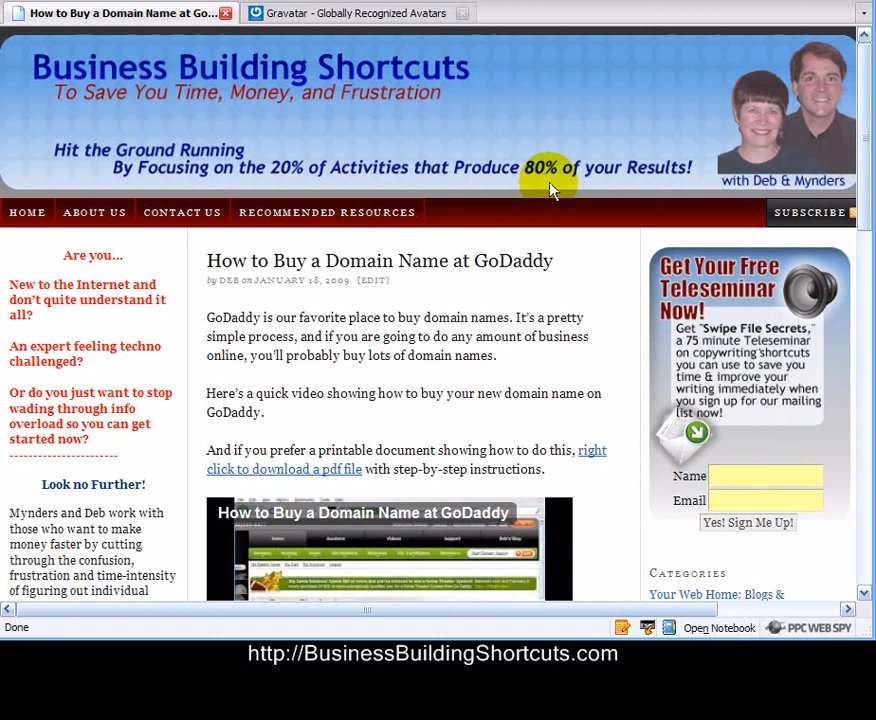 How to Buy a Domain Name at Go...
Gravatar - Globally Recognized Avatars
Business Building Shortcuts
To Save You Time, Money, and Frustration
Hit the Ground Running
By Focusing on the 20% of Activities that Produce 80% of your Results!
with Deb & Mynders
HOME ABOUT US CONTACT US RECOMMENDED RESOURCES SUBSCRIBE
Are you...
New to the Internet and
don't quite understand it
all?
An expert feeling techno
challenged?
Or do you just want to stop
wading through info
overload so you can get
started now?
-----------------------
Look no Further!
Mynders and Deb work with
those who want to make
money faster by cutting
through the confusion,
frustration and time-intensity
of figuring out individual
How to Buy a Domain Name at GoDaddy
by DEB on JANUARY 18, 2009 [EDIT]
GoDaddy is our favorite place to buy domain names. It's a pretty
simple process, and if you are going to do any amount of business
online, you'll probably buy lots of domain names.
Here's a quick video showing how to buy your new domain name on
GoDaddy.
And if you prefer a printable document showing how to do this, right
click to download a pdf file with step-by-step instructions.
How to Buy a Domain Name at GoDaddy
Get Your Free
Teleseminar
Now!
Get "Swipe File Secrets,"
a 75 minute Teleseminar
on copywriting shortcuts
you can use to save you
time & improve your
writing immediately when
you sign up for our mailing
list now!
Name
Email
Yes! Sign Me Up!
CATEGORIES
Your Web Home: Blogs &
Done
Open Notebook
PPC WEB SPY
http://BusinessBuildingShortcuts.com